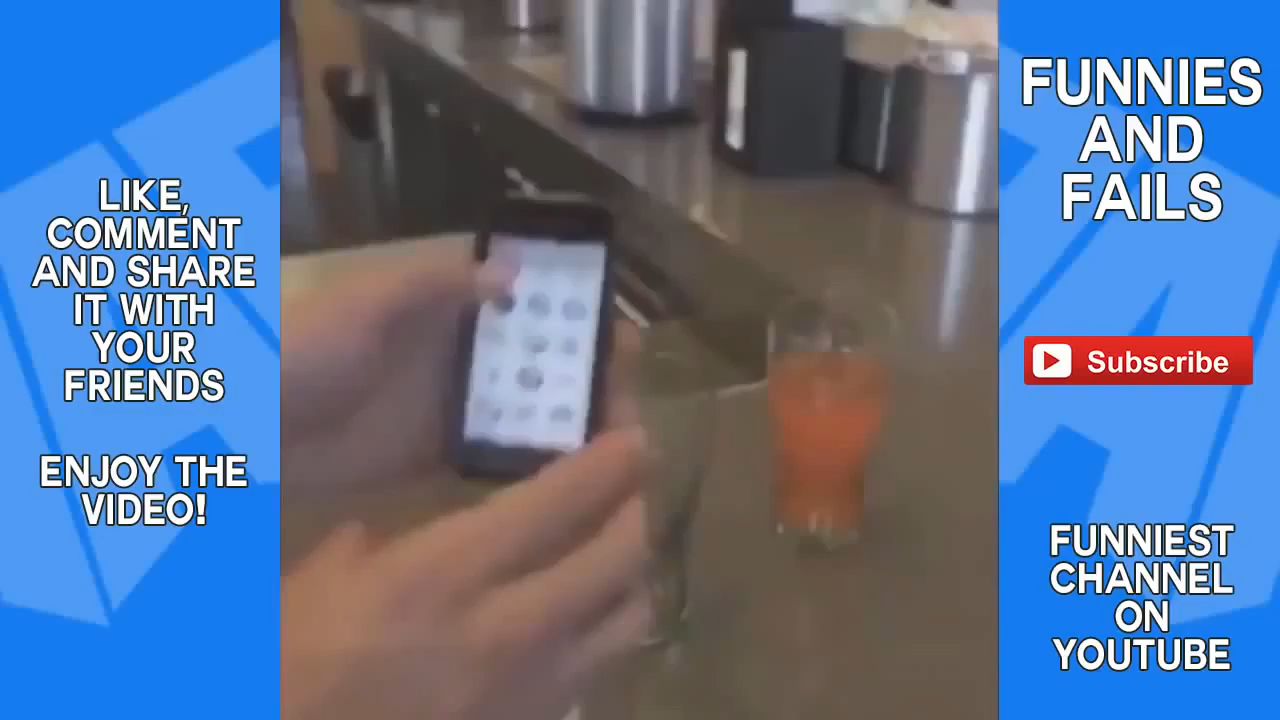 LIKE,
COMMENT
AND SHARE
IT WITH
YOUR
FRIENDS
ENJOY THE
VIDEO!
FUNNIES
AND
FAILS
Subscribe
FUNNIEST
CHANNEL
ON
YOUTUBE